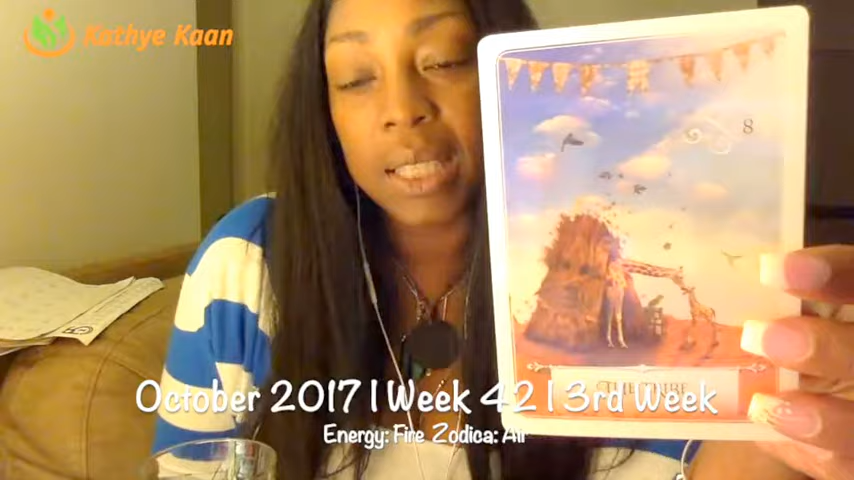 Kathye Kaan
8
October 2017 | Week 42 | 3rd Week
Energy: Fire Zodica: Air